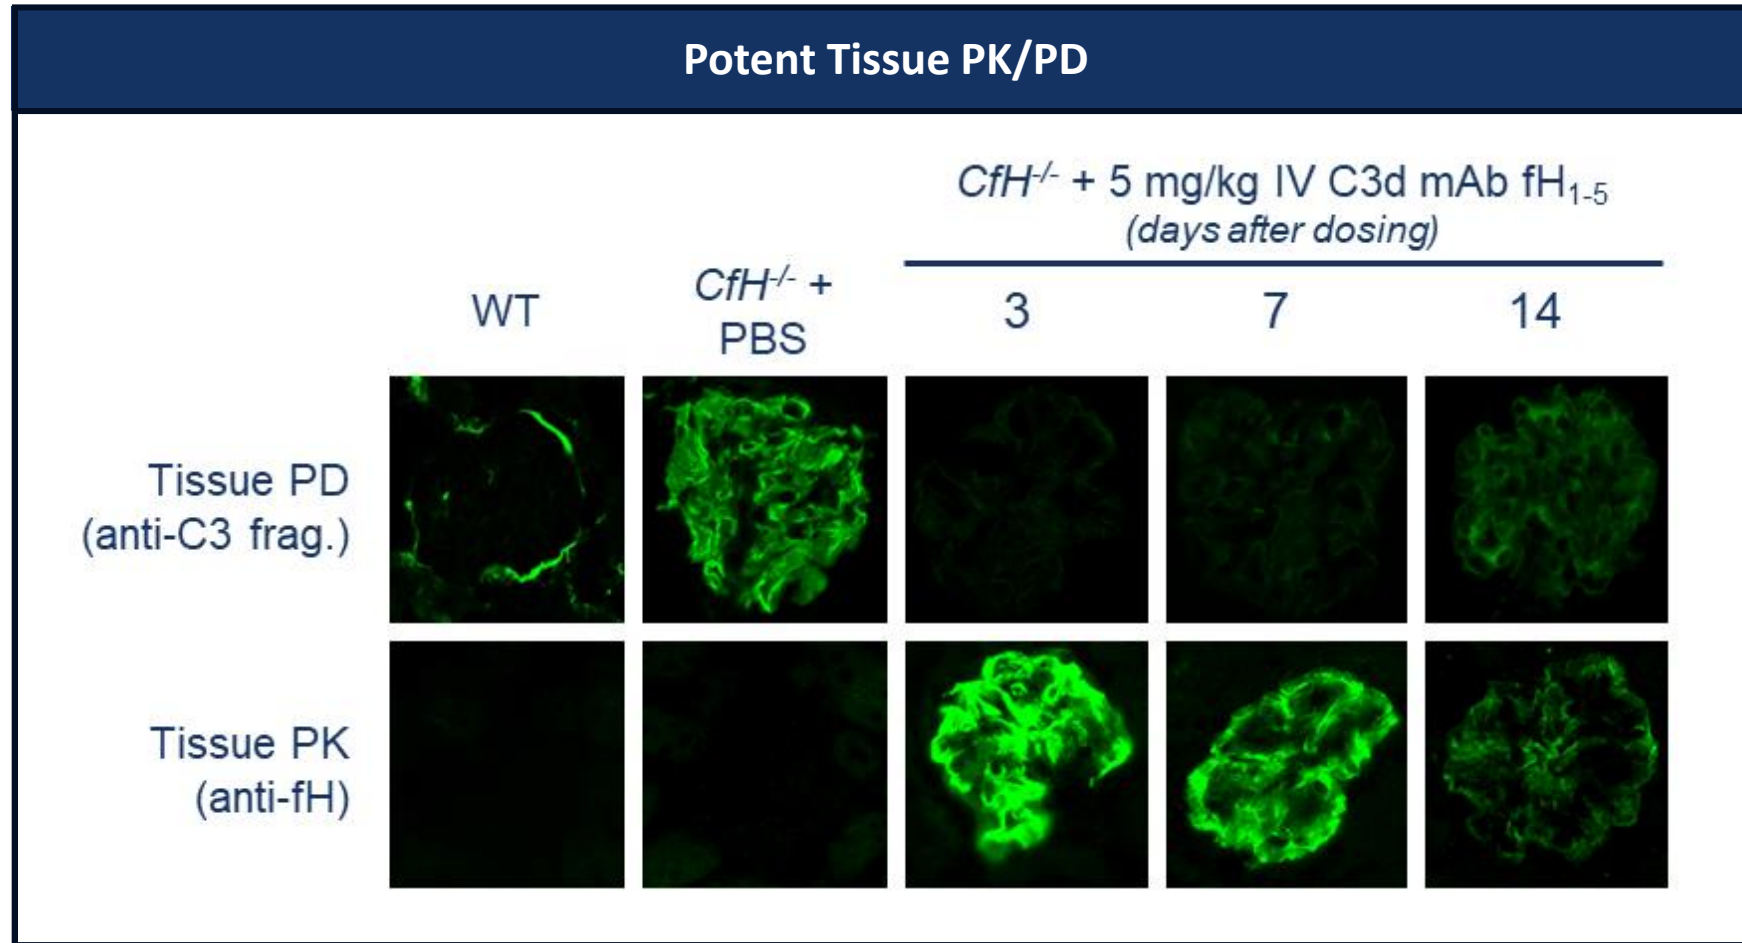 Potent Tissue PK/PD
CfH-/- + 5 mg/kg IV C3d mAb fH1-5
(days after dosing)
WT
CfH-/- +
PBS
3
7
14
Tissue PD
(anti-C3 frag.)
Tissue PK
(anti-fH)